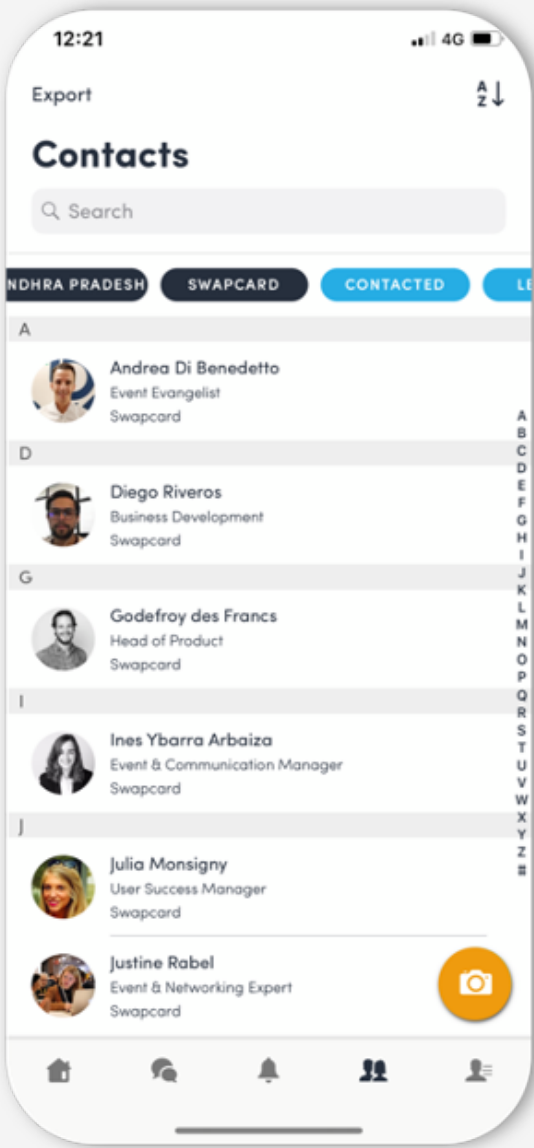 12:21
4G
Export
A
Z
Contacts
Search
NDHRA PRADESH
SWAPCARD
CONTACTED
LE
A
Andrea Di Benedetto
Event Evangelist
Swapcard
D
Diego Riveros
Business Development
Swapcard
G
Godefroy des Francs
Head of Product
Swapcard
I
Ines Ybarra Arbaiza
Event & Communication Manager
Swapcard
J
Julia Monsigny
User Success Manager
Swapcard
Justine Rabel
Event & Networking Expert
Swapcard
A
B
C
D
E
F
G
H
I
J
K
L
M
N
O
P
Q
R
S
T
U
V
W
X
Y
Z
#